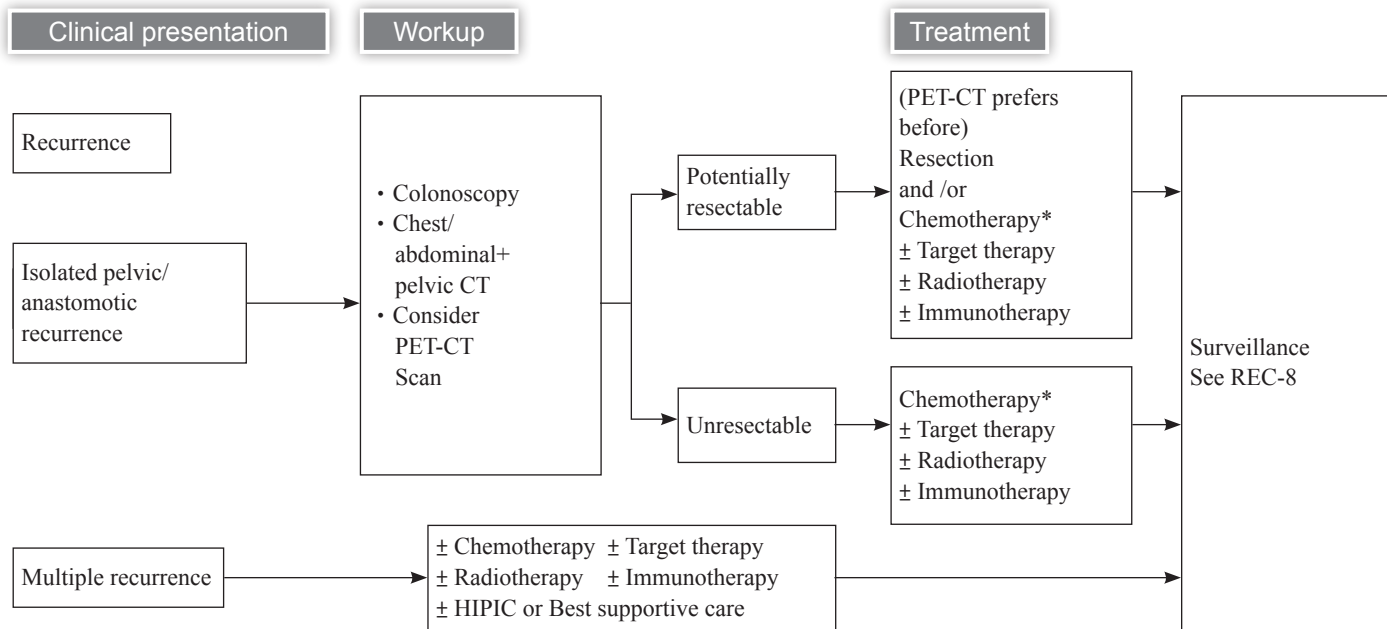 Clinical presentation
Workup
Treatment
Recurrence
Isolated pelvic/
anastomotic
recurrence
• Colonoscopy
• Chest/
abdominal+
pelvic CT
• Consider
PET-CT
Scan
Potentially
resectable
(PET-CT prefers
before)
Resection
and /or
Chemotherapy*
± Target therapy
± Radiotherapy
± Immunotherapy
Unresectable
Chemotherapy*
± Target therapy
± Radiotherapy
± Immunotherapy
Surveillance
See REC-8
Multiple recurrence
± Chemotherapy ± Target therapy
± Radiotherapy ± Immunotherapy
± HIPIC or Best supportive care